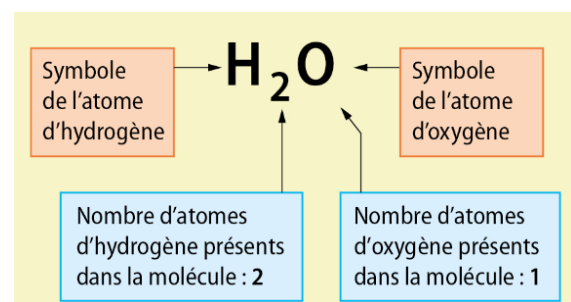 H2O
Symbole
de l'atome
d'hydrogène
Symbole
de l'atome
d'oxygène
Nombre d'atomes
d'hydrogène présents
dans la molécule : 2
Nombre d'atomes
d'oxygène présents
dans la molécule : 1